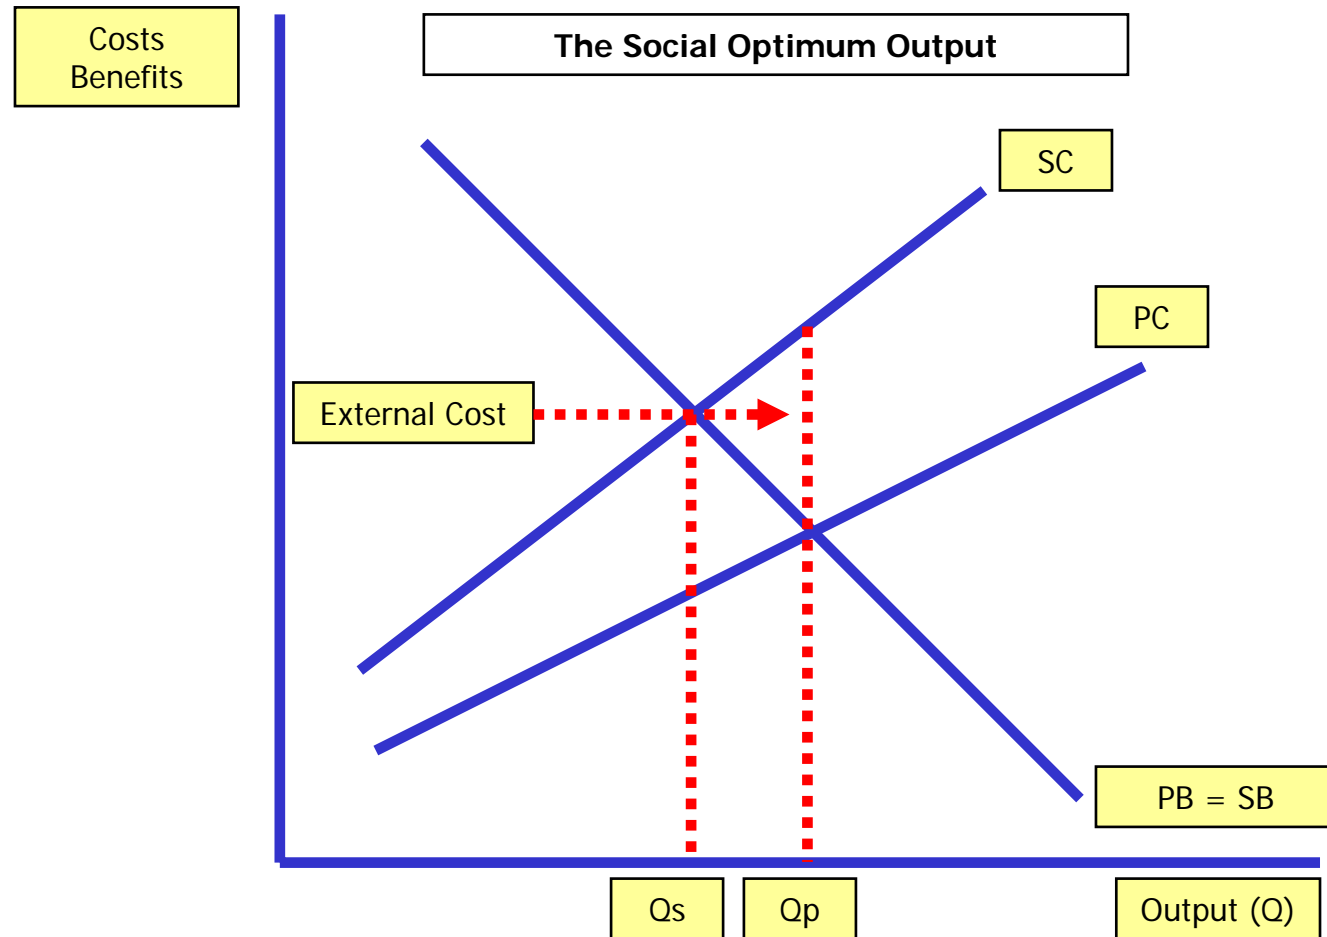 Costs
Benefits
The Social Optimum Output
SC
PC
External Cost
PB = SB
Qs
Qp
Output (Q)